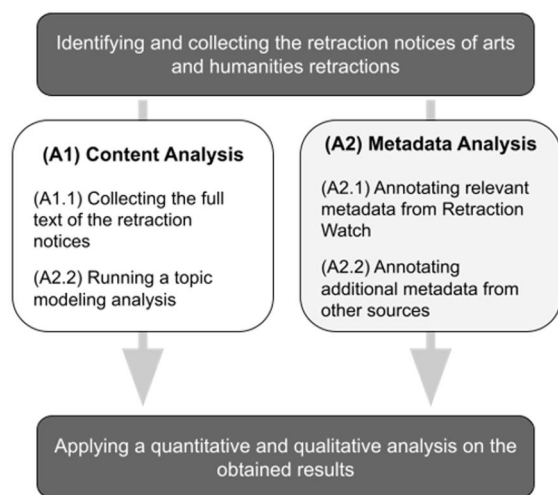 Identifying and collecting the retraction notices of arts
and humanities retractions
(A1) Content Analysis
(A1.1) Collecting the full
text of the retraction
notices
(A2.2) Running a topic
modeling analysis
(A2) Metadata Analysis
(A2.1) Annotating relevant
metadata from Retraction
Watch
(A2.2) Annotating
additional metadata from
other sources
Applying a quantitative and qualitative analysis on the
obtained results